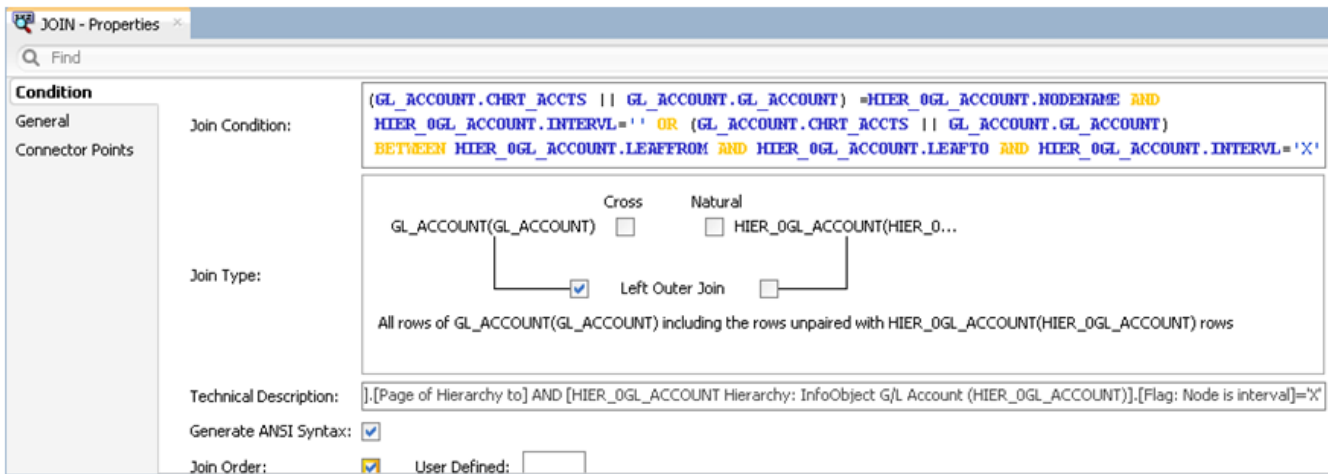 JOIN - Properties
Find
Condition
General
Connector Points
Join Condition:
(GL_ACCOUNT.CHRT_ACCTS || GL_ACCOUNT.GL_ACCOUNT) =HIER_0GL_ACCOUNT.NODENAME AND
HIER_0GL_ACCOUNT.INTERVL='' OR (GL_ACCOUNT.CHRT_ACCTS || GL_ACCOUNT.GL_ACCOUNT)
BETWEEN HIER_0GL_ACCOUNT.LEAFFROM AND HIER_0GL_ACCOUNT.LEAFTO AND HIER_0GL_ACCOUNT.INTERVL='X'
Cross Natural
GL_ACCOUNT(GL_ACCOUNT) HIER_0GL_ACCOUNT(HIER_0...
Join Type:
Left Outer Join
All rows of GL_ACCOUNT(GL_ACCOUNT) including the rows unpaired with HIER_0GL_ACCOUNT(HIER_0GL_ACCOUNT) rows
Technical Description: ].[Page of Hierarchy to] AND [HIER_0GL_ACCOUNT Hierarchy: InfoObject G/L Account (HIER_0GL_ACCOUNT)].[Flag: Node is interval]='X'
Generate ANSI Syntax:
Join Order: User Defined: